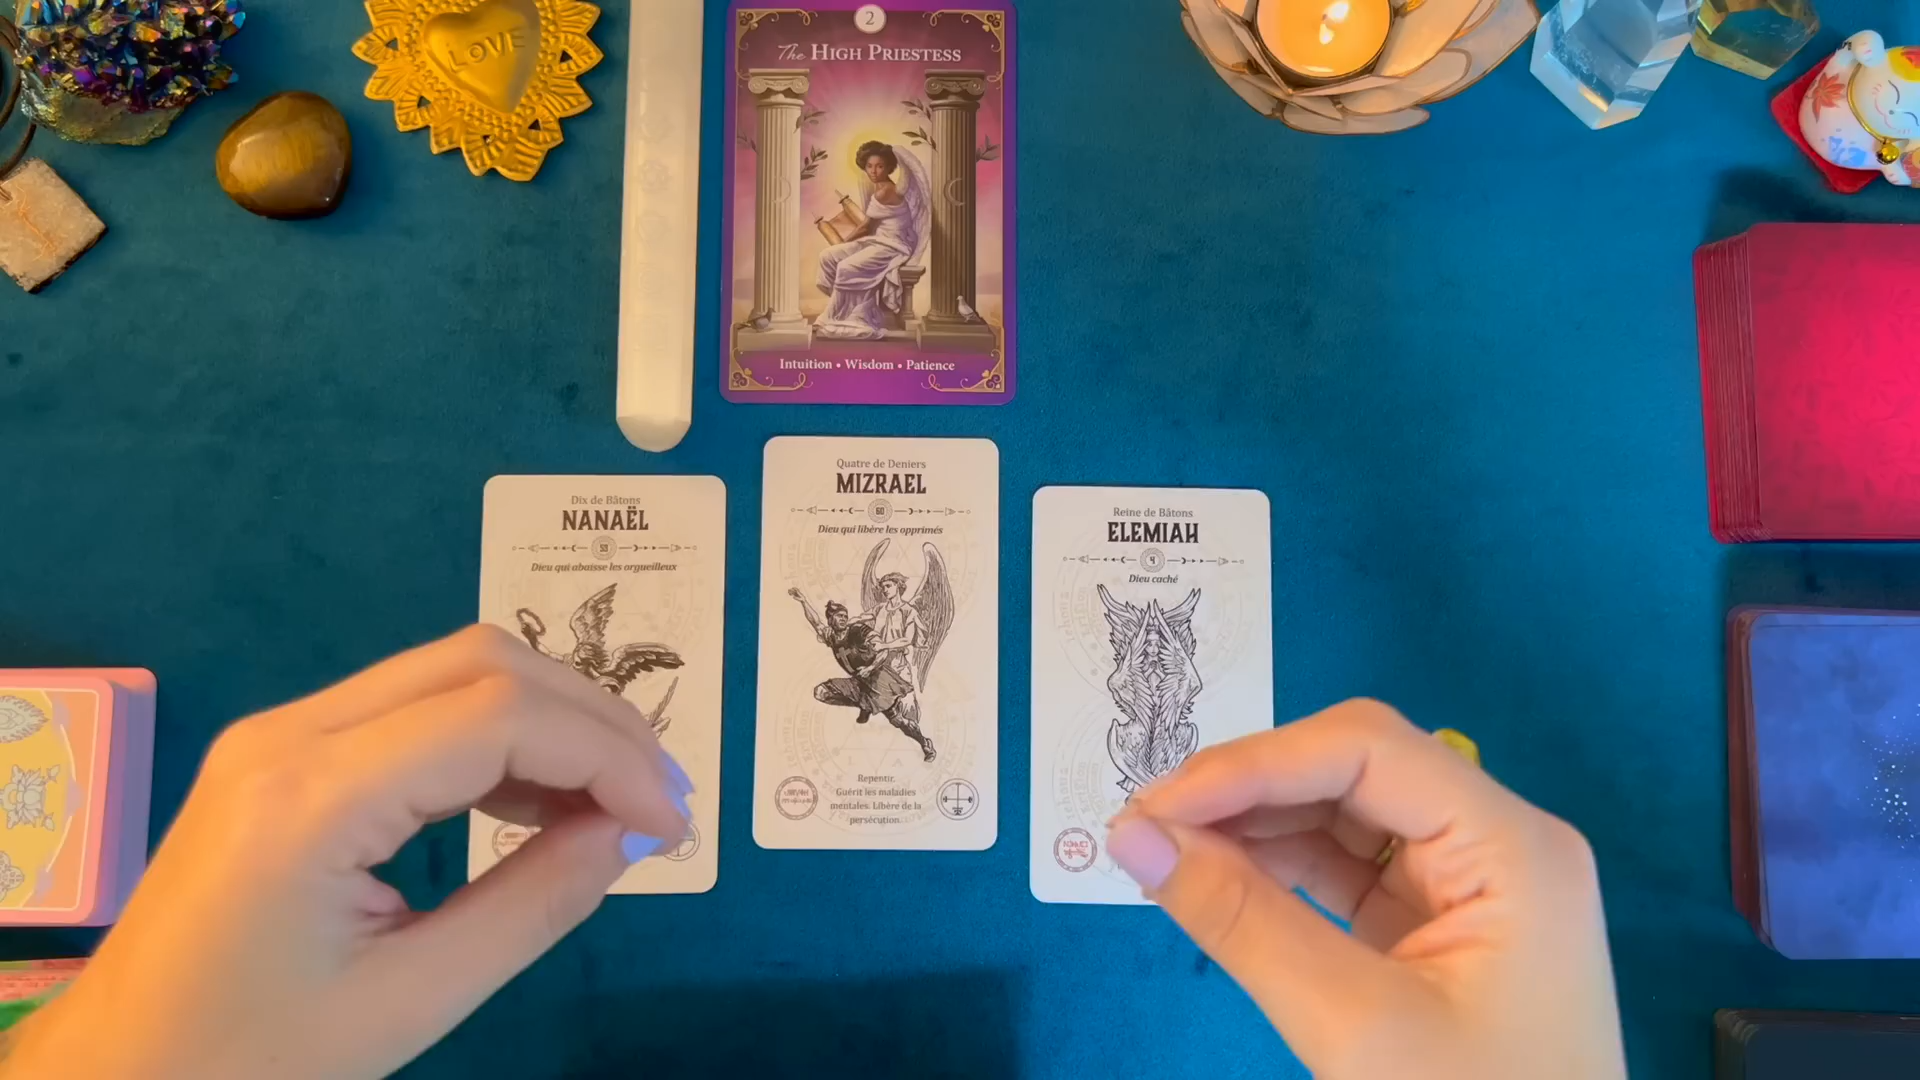 LOVE
2
The HIGH PRIESTESS
Intuition • Wisdom • Patience
Dix de Bâtons
NANAËL
Dieu qui abaisse les orgueilleux
Quatre de Deniers
MIZRAEL
60
Dieu qui libère les opprimés
Repentir.
Guérit les maladies
mentales. Libère de la
persécution.
Reine de Bâtons
ELEMIAH
4
Dieu caché